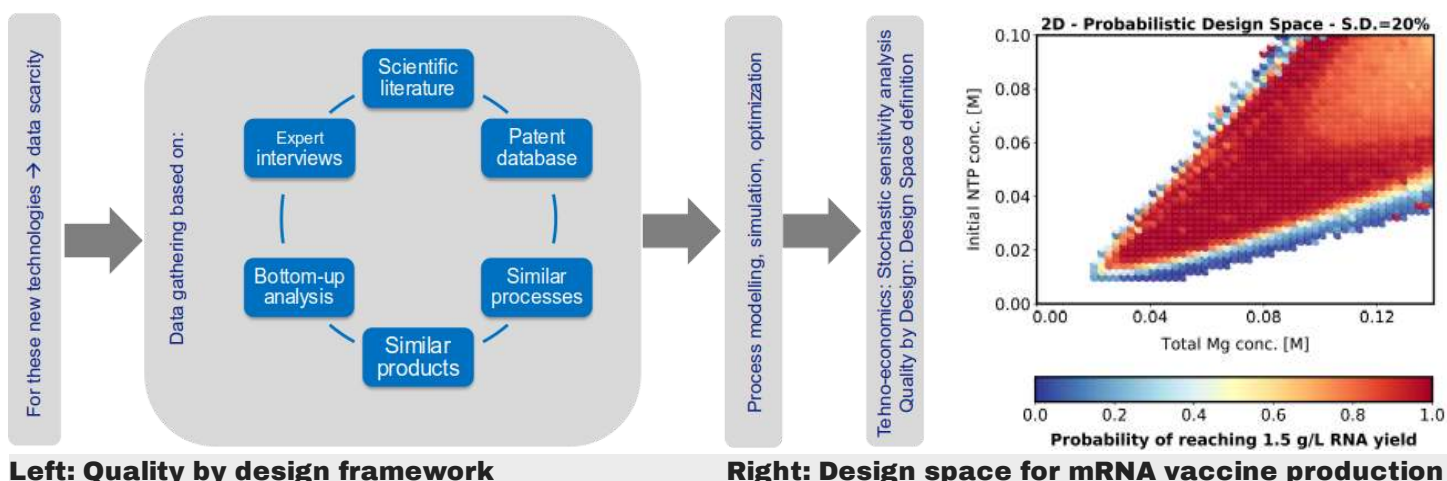 For these new technologies → data scarcity
Data gathering based on:
Scientific
literature
Patent
database
Similar
processes
Similar
products
Bottom-up
analysis
Expert
interviews
Process modelling, simulation, optimization
Tehno-economics: Stochastic sensitivity analysis
Quality by Design: Design Space definition
2D - Probabilistic Design Space - S.D.=20%
Initial NTP conc. [M]
0.10
0.08
0.06
0.04
0.02
0.00
0.00 0.04 0.08 0.12
Total Mg conc. [M]
0.0 0.2 0.4 0.6 0.8 1.0
Probability of reaching 1.5 g/L RNA yield
Left: Quality by design framework
Right: Design space for mRNA vaccine production